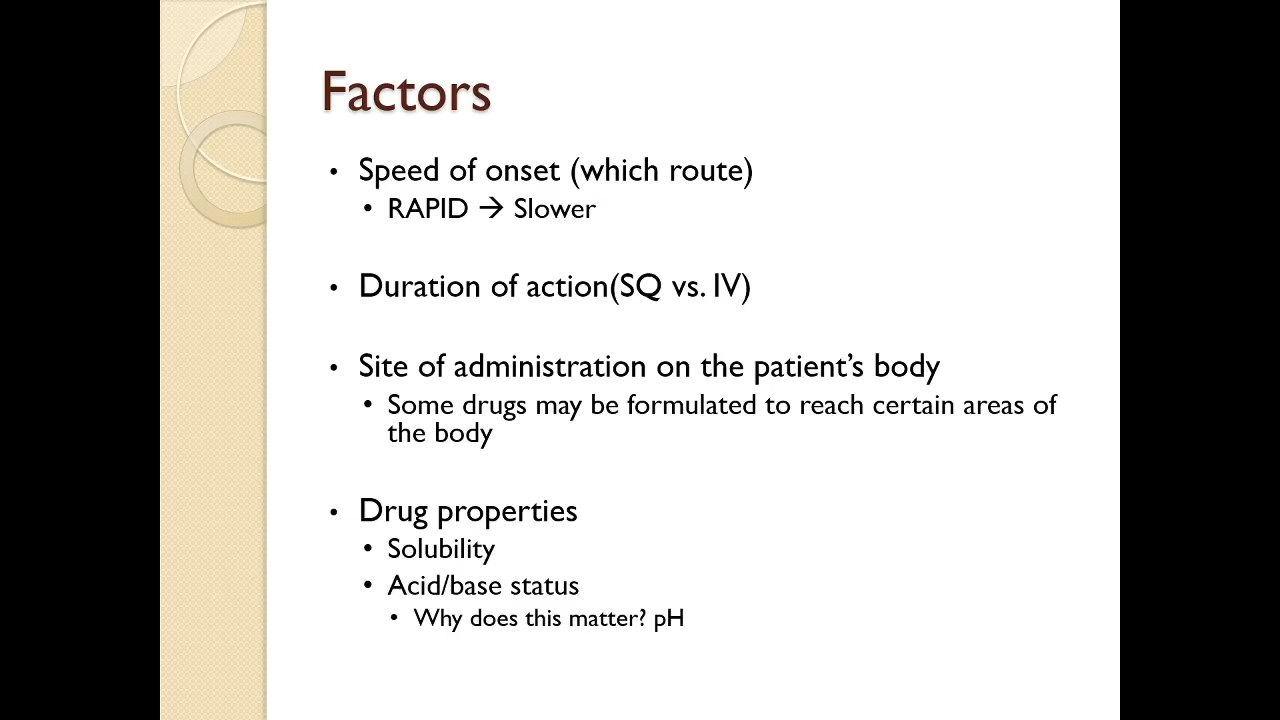 Factors
• Speed of onset (which route)
• RAPID → Slower
• Duration of action(SQ vs. IV)
• Site of administration on the patient’s body
• Some drugs may be formulated to reach certain areas of
the body
• Drug properties
• Solubility
• Acid/base status
• Why does this matter? pH